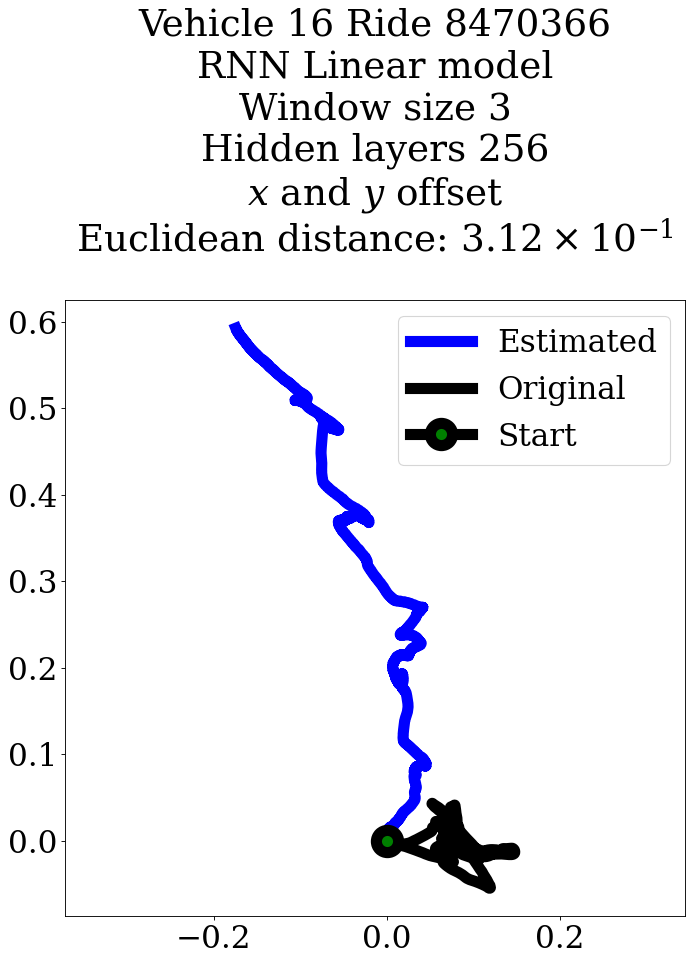 Vehicle 16 Ride 8470366
RNN Linear model
Window size 3
Hidden layers 256
x and y offset
Euclidean distance: 3.12 × 10⁻¹
Estimated
Original
Start
0.6
0.5
0.4
0.3
0.2
0.1
0.0
−0.2 0.0 0.2